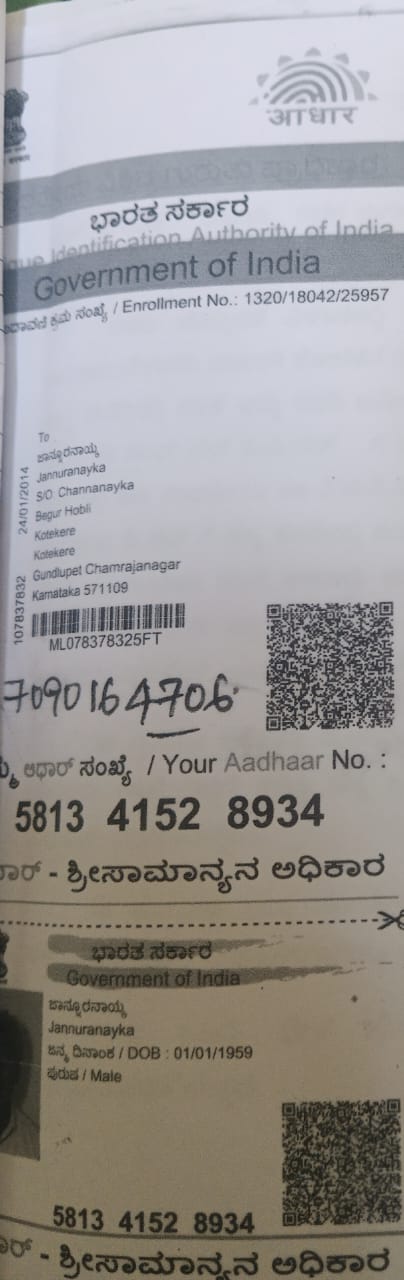 आधार
ಭಾರತ ಸರ್ಕಾರ
Identification Authority of India
Government of India
ಕ್ರಮ ಸಂಖ್ಯೆ / Enrollment No.: 1320/18042/25957
To
ಜಾನ್ನೂರನಾಯ್ಕ
Jannuranayka
S/O: Channanayka
Begur Hobli
Kotekere
Kotekere
Gundlupet Chamrajanagar
Karnataka 571109
24/01/2014
107837832
ML078378325FT
7090164706
ಆಧಾರ್ ಸಂಖ್ಯೆ / Your Aadhaar No. :
5813 4152 8934
- ಶ್ರೀಸಾಮಾನ್ಯನ ಅಧಿಕಾರ
ಭಾರತ ಸರ್ಕಾರ
Government of India
ಜಾನ್ನೂರನಾಯ್ಕ
Jannuranayka
ಜನ್ಮ ದಿನಾಂಕ / DOB : 01/01/1959
ಪುರುಷ / Male
5813 4152 8934
- ಶ್ರೀಸಾಮಾನ್ಯನ ಅಧಿಕಾರ